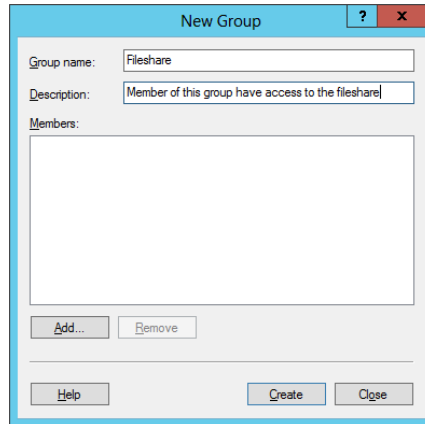 New Group
?
x
Group name: Fileshare
Description: Member of this group have access to the fileshare
Members:
Add... Remove
Help Create Close